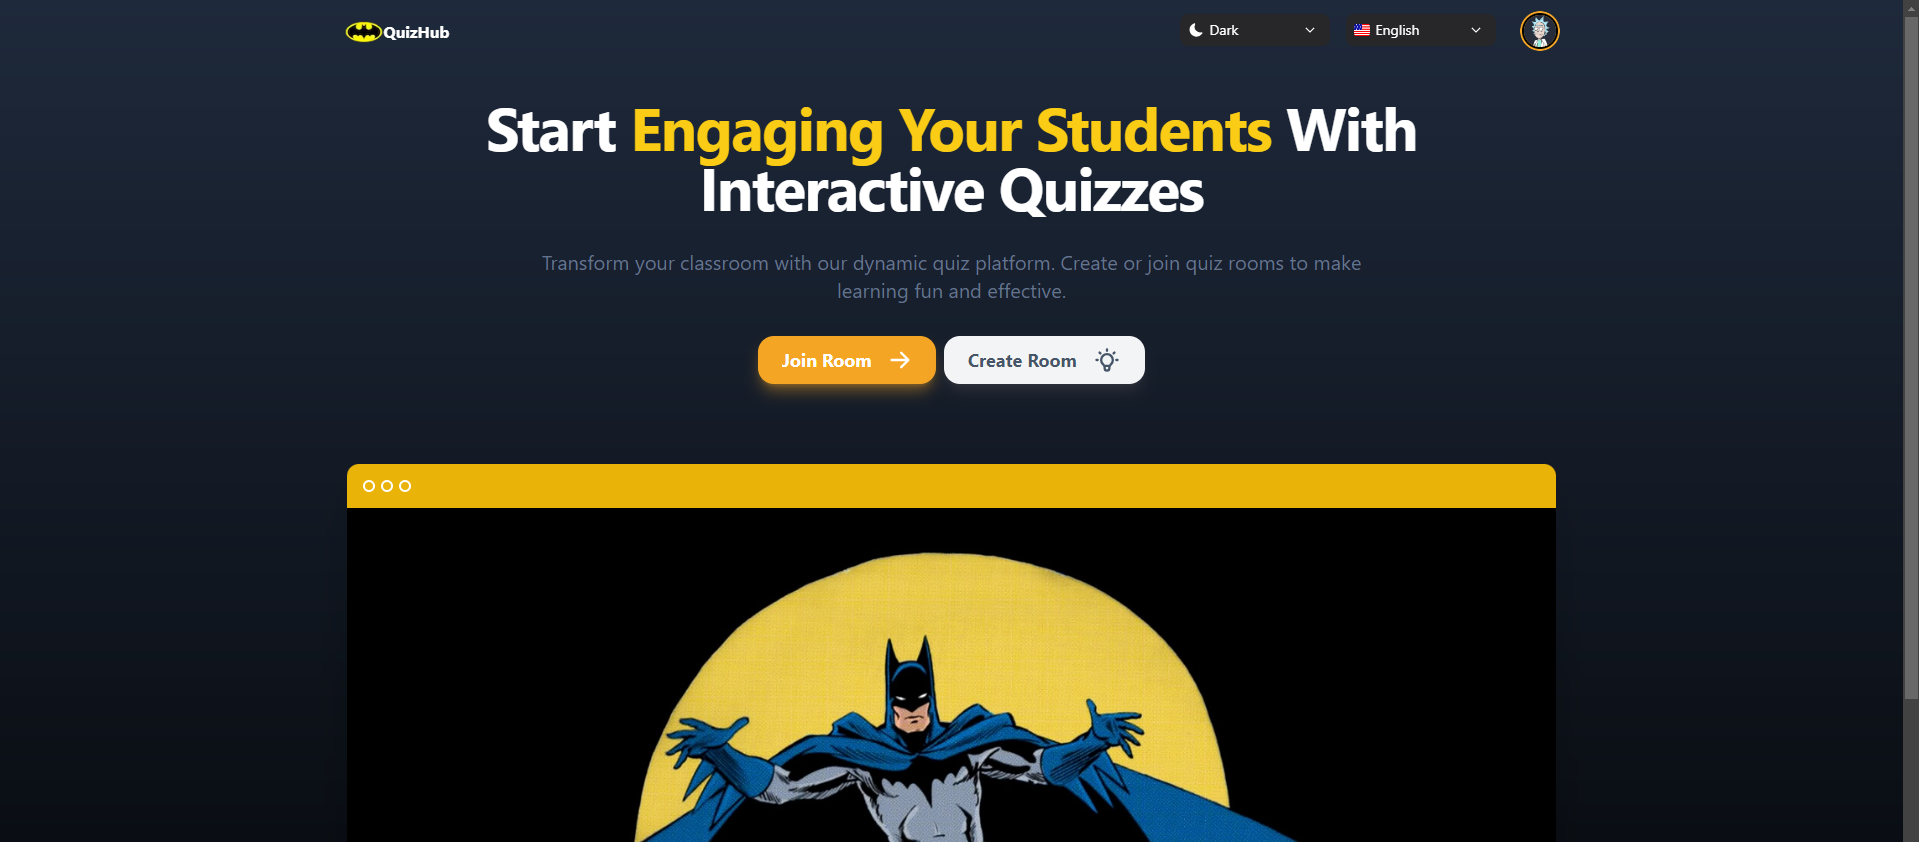 QuizHub
Dark
English
Start Engaging Your Students With
Interactive Quizzes
Transform your classroom with our dynamic quiz platform. Create or join quiz rooms to make
learning fun and effective.
Join Room
Create Room